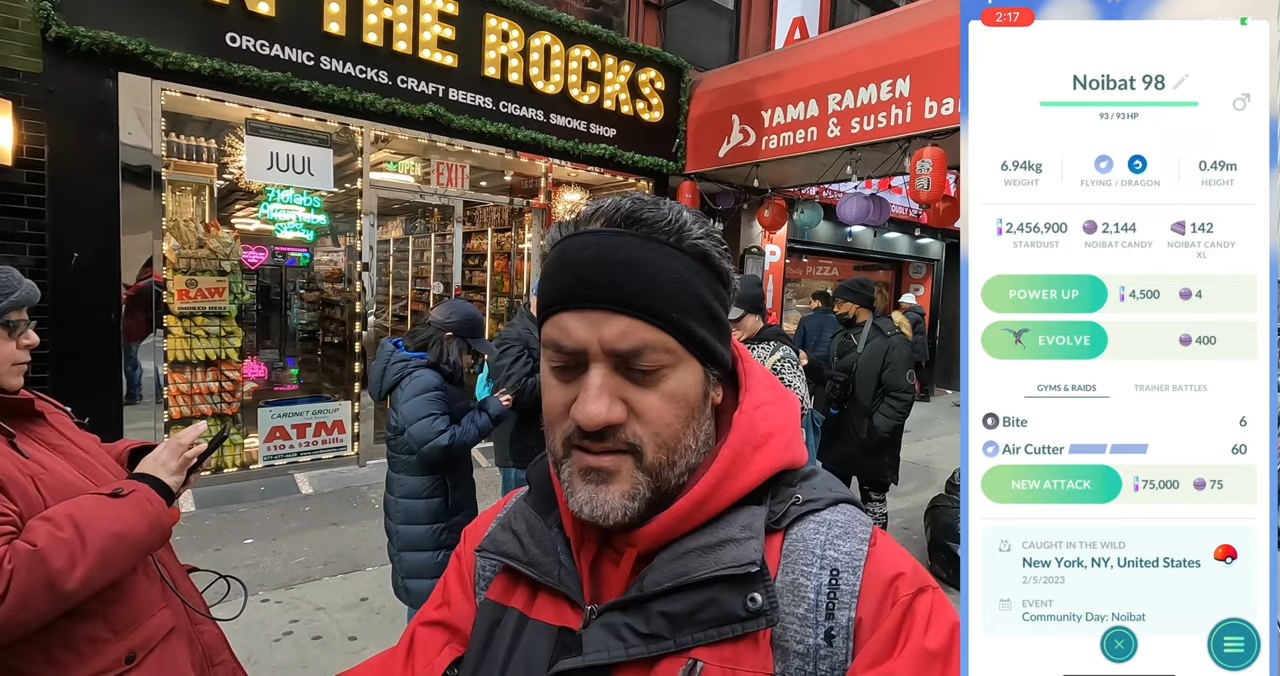 N THE ROCKS
ORGANIC SNACKS. CRAFT BEERS. CIGARS. SMOKE SHOP
JUUL
OPEN
EXIT
RAW
CARDNET GROUP
ATM
$10 & $20 Bills
A
YAMA RAMEN
ramen & sushi ba
寿司
PIZZA
P
adidas
2:17
Noibat 98
93 / 93 HP
6.94kg
WEIGHT
FLYING / DRAGON
0.49m
HEIGHT
2,456,900
STARDUST
2,144
NOIBAT CANDY
142
NOIBAT CANDY
XL
POWER UP
4,500
4
EVOLVE
400
GYMS & RAIDS
TRAINER BATTLES
Bite
6
Air Cutter
60
NEW ATTACK
75,000
75
CAUGHT IN THE WILD
New York, NY, United States
2/5/2023
EVENT
Community Day: Noibat